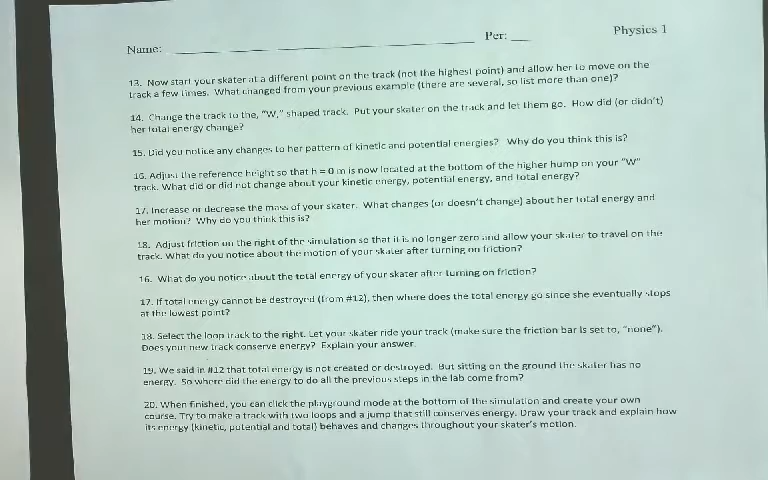 Name: ____ Per: ___ Physics 1
13. Now start your skater at a different point on the track (not the highest point) and allow her to move on the
track a few times. What changed from your previous example (there are several, so list more than one)?
14. Change the track to the, "W," shaped track. Put your skater on the track and let them go. How did (or didn't)
her total energy change?
15. Did you notice any changes to her pattern of kinetic and potential energies? Why do you think this is?
16. Adjust the reference height so that h = 0 m is now located at the bottom of the higher hump on your "W"
track. What did or did not change about your kinetic energy, potential energy, and total energy?
17. Increase or decrease the mass of your skater. What changes (or doesn't change) about her total energy and
her motion? Why do you think this is?
18. Adjust friction on the right of the simulation so that it is no longer zero and allow your skater to travel on the
track. What do you notice about the motion of your skater after turning on friction?
16. What do you notice about the total energy of your skater after turning on friction?
17. If total energy cannot be destroyed (from #12), then where does the total energy go since she eventually stops
at the lowest point?
18. Select the loop track to the right. Let your skater ride your track (make sure the friction bar is set to, "none").
Does your new track conserve energy? Explain your answer.
19. We said in #12 that total energy is not created or destroyed. But sitting on the ground the skater has no
energy. So where did the energy to do all the previous steps in the lab come from?
20. When finished, you can click the playground mode at the bottom of the simulation and create your own
course. Try to make a track with two loops and a jump that still conserves energy. Draw your track and explain how
its energy (kinetic, potential and total) behaves and changes throughout your skater's motion.